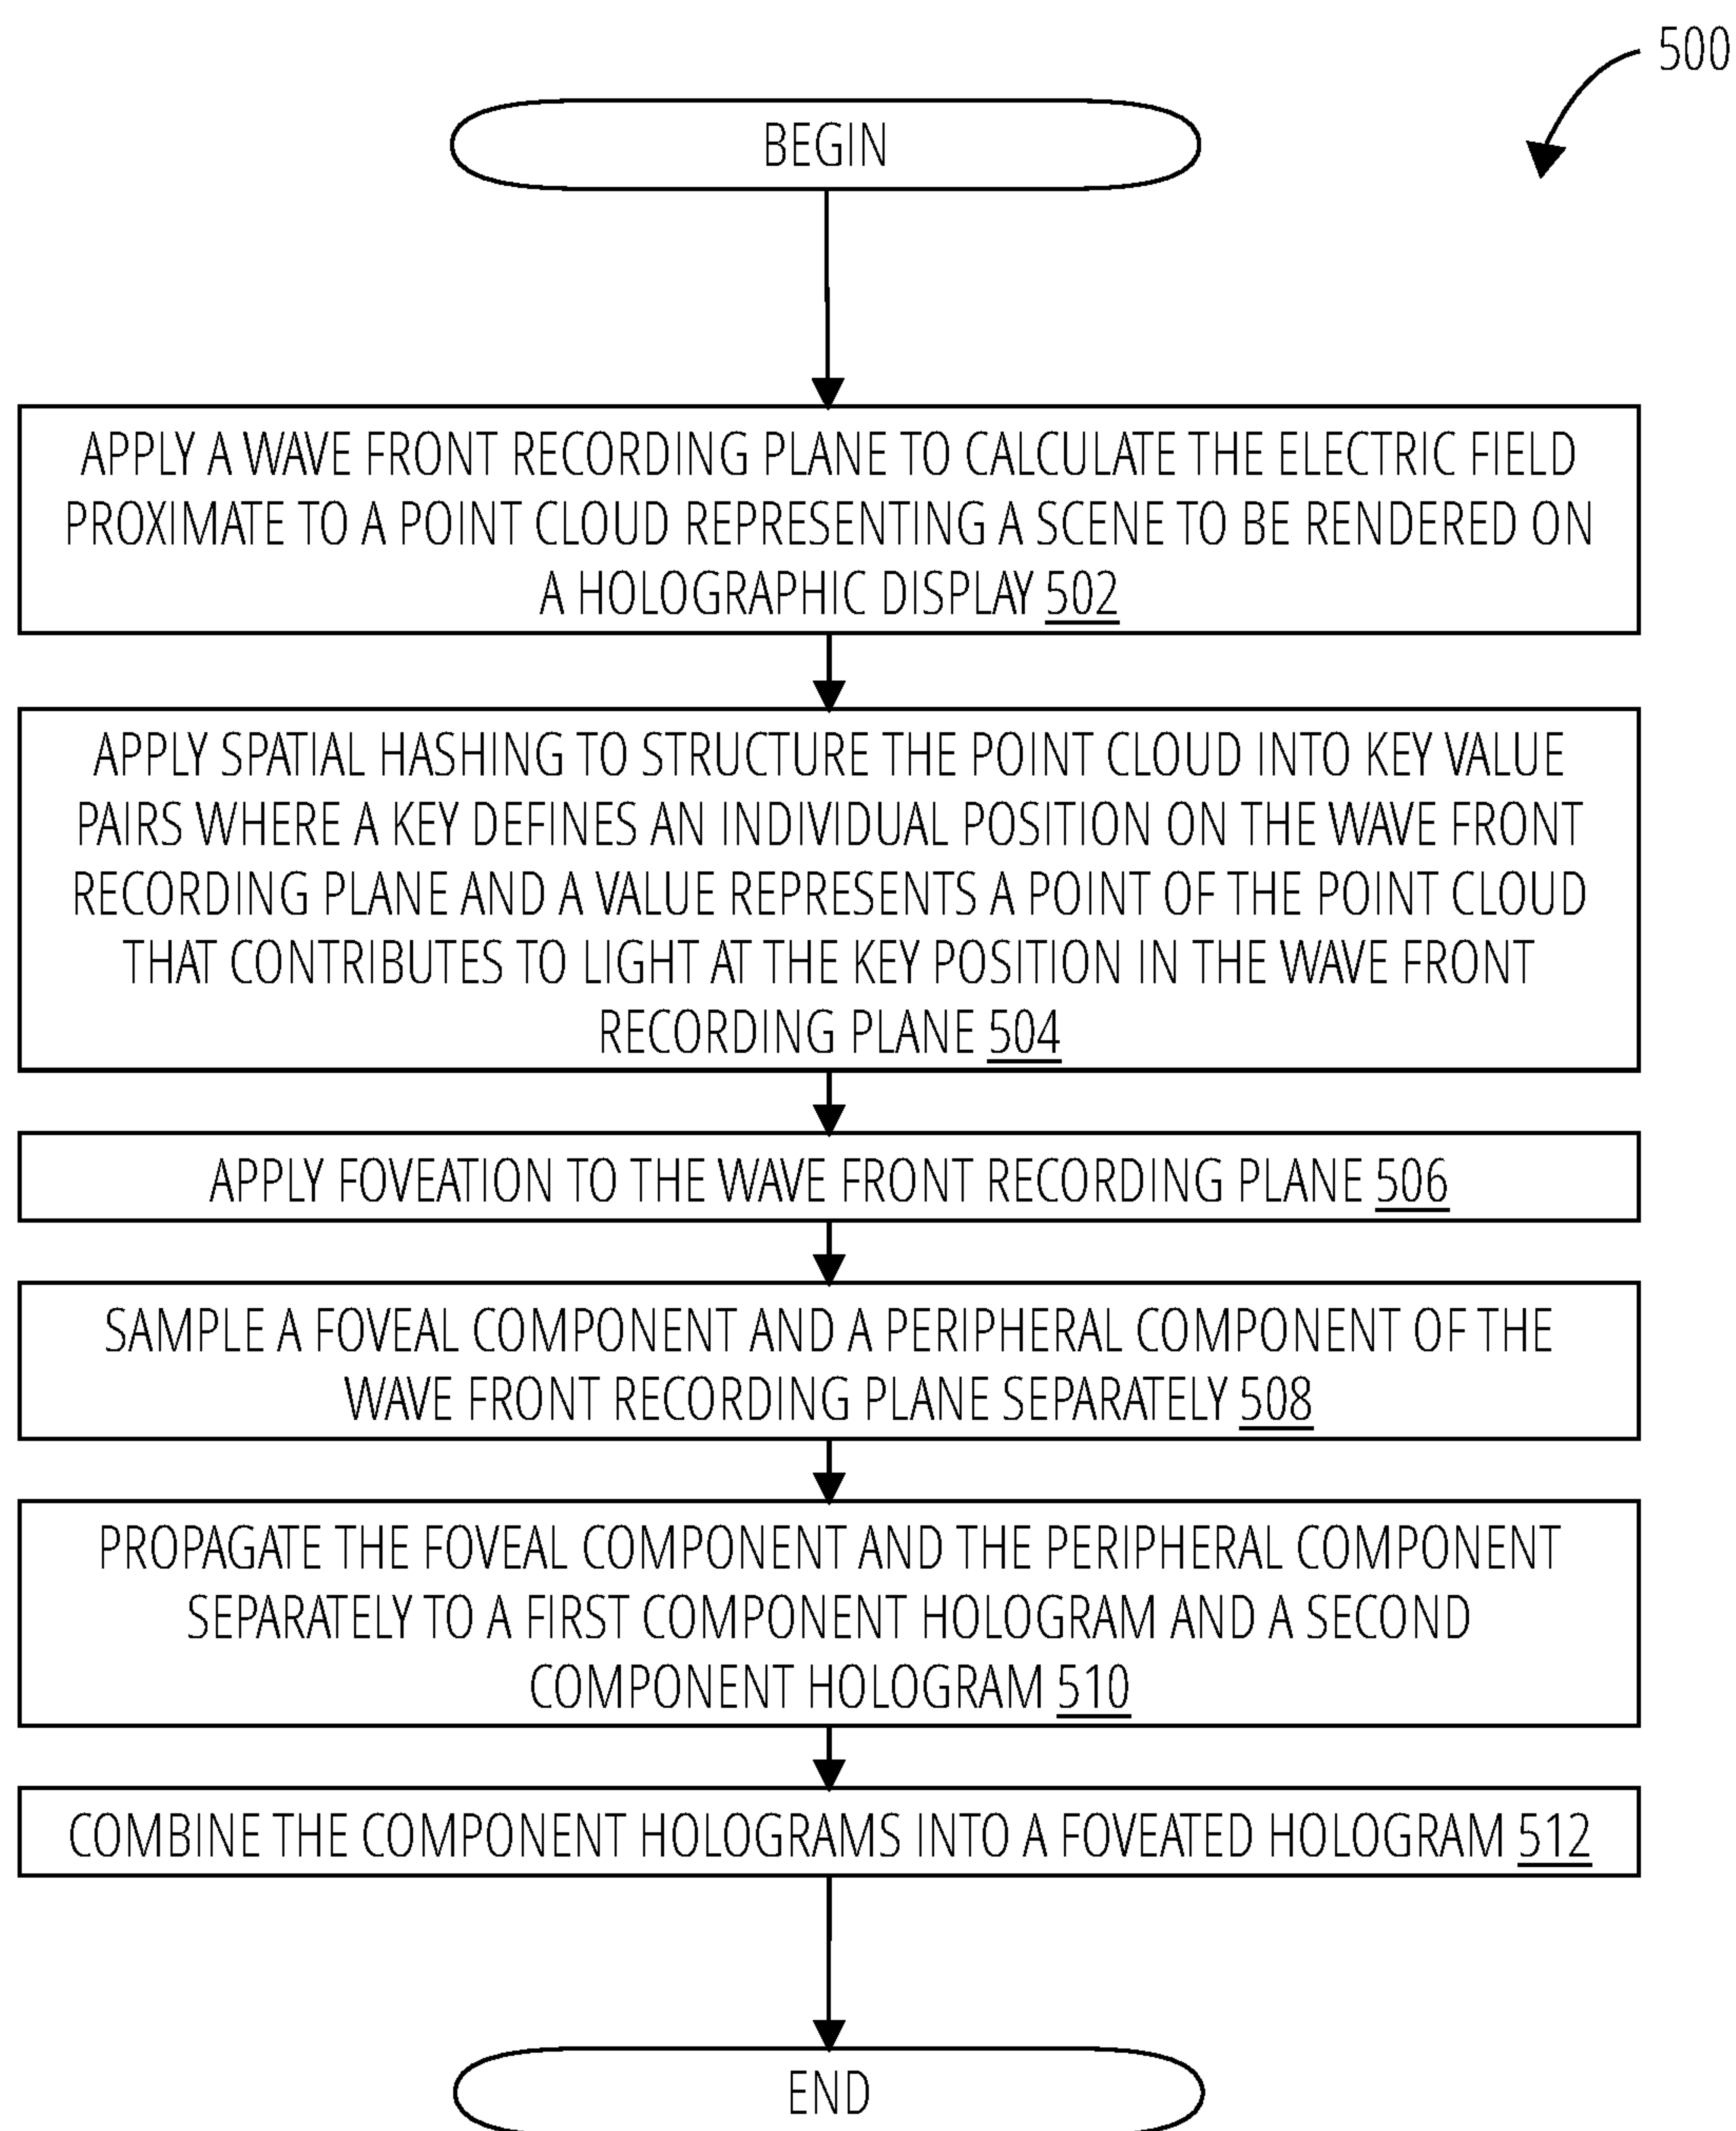 500
BEGIN
APPLY A WAVE FRONT RECORDING PLANE TO CALCULATE THE ELECTRIC FIELD
PROXIMATE TO A POINT CLOUD REPRESENTING A SCENE TO BE RENDERED ON
A HOLOGRAPHIC DISPLAY 502
APPLY SPATIAL HASHING TO STRUCTURE THE POINT CLOUD INTO KEY VALUE
PAIRS WHERE A KEY DEFINES AN INDIVIDUAL POSITION ON THE WAVE FRONT
RECORDING PLANE AND A VALUE REPRESENTS A POINT OF THE POINT CLOUD
THAT CONTRIBUTES TO LIGHT AT THE KEY POSITION IN THE WAVE FRONT
RECORDING PLANE 504
APPLY FOVEATION TO THE WAVE FRONT RECORDING PLANE 506
SAMPLE A FOVEAL COMPONENT AND A PERIPHERAL COMPONENT OF THE
WAVE FRONT RECORDING PLANE SEPARATELY 508
PROPAGATE THE FOVEAL COMPONENT AND THE PERIPHERAL COMPONENT
SEPARATELY TO A FIRST COMPONENT HOLOGRAM AND A SECOND
COMPONENT HOLOGRAM 510
COMBINE THE COMPONENT HOLOGRAMS INTO A FOVEATED HOLOGRAM 512
END